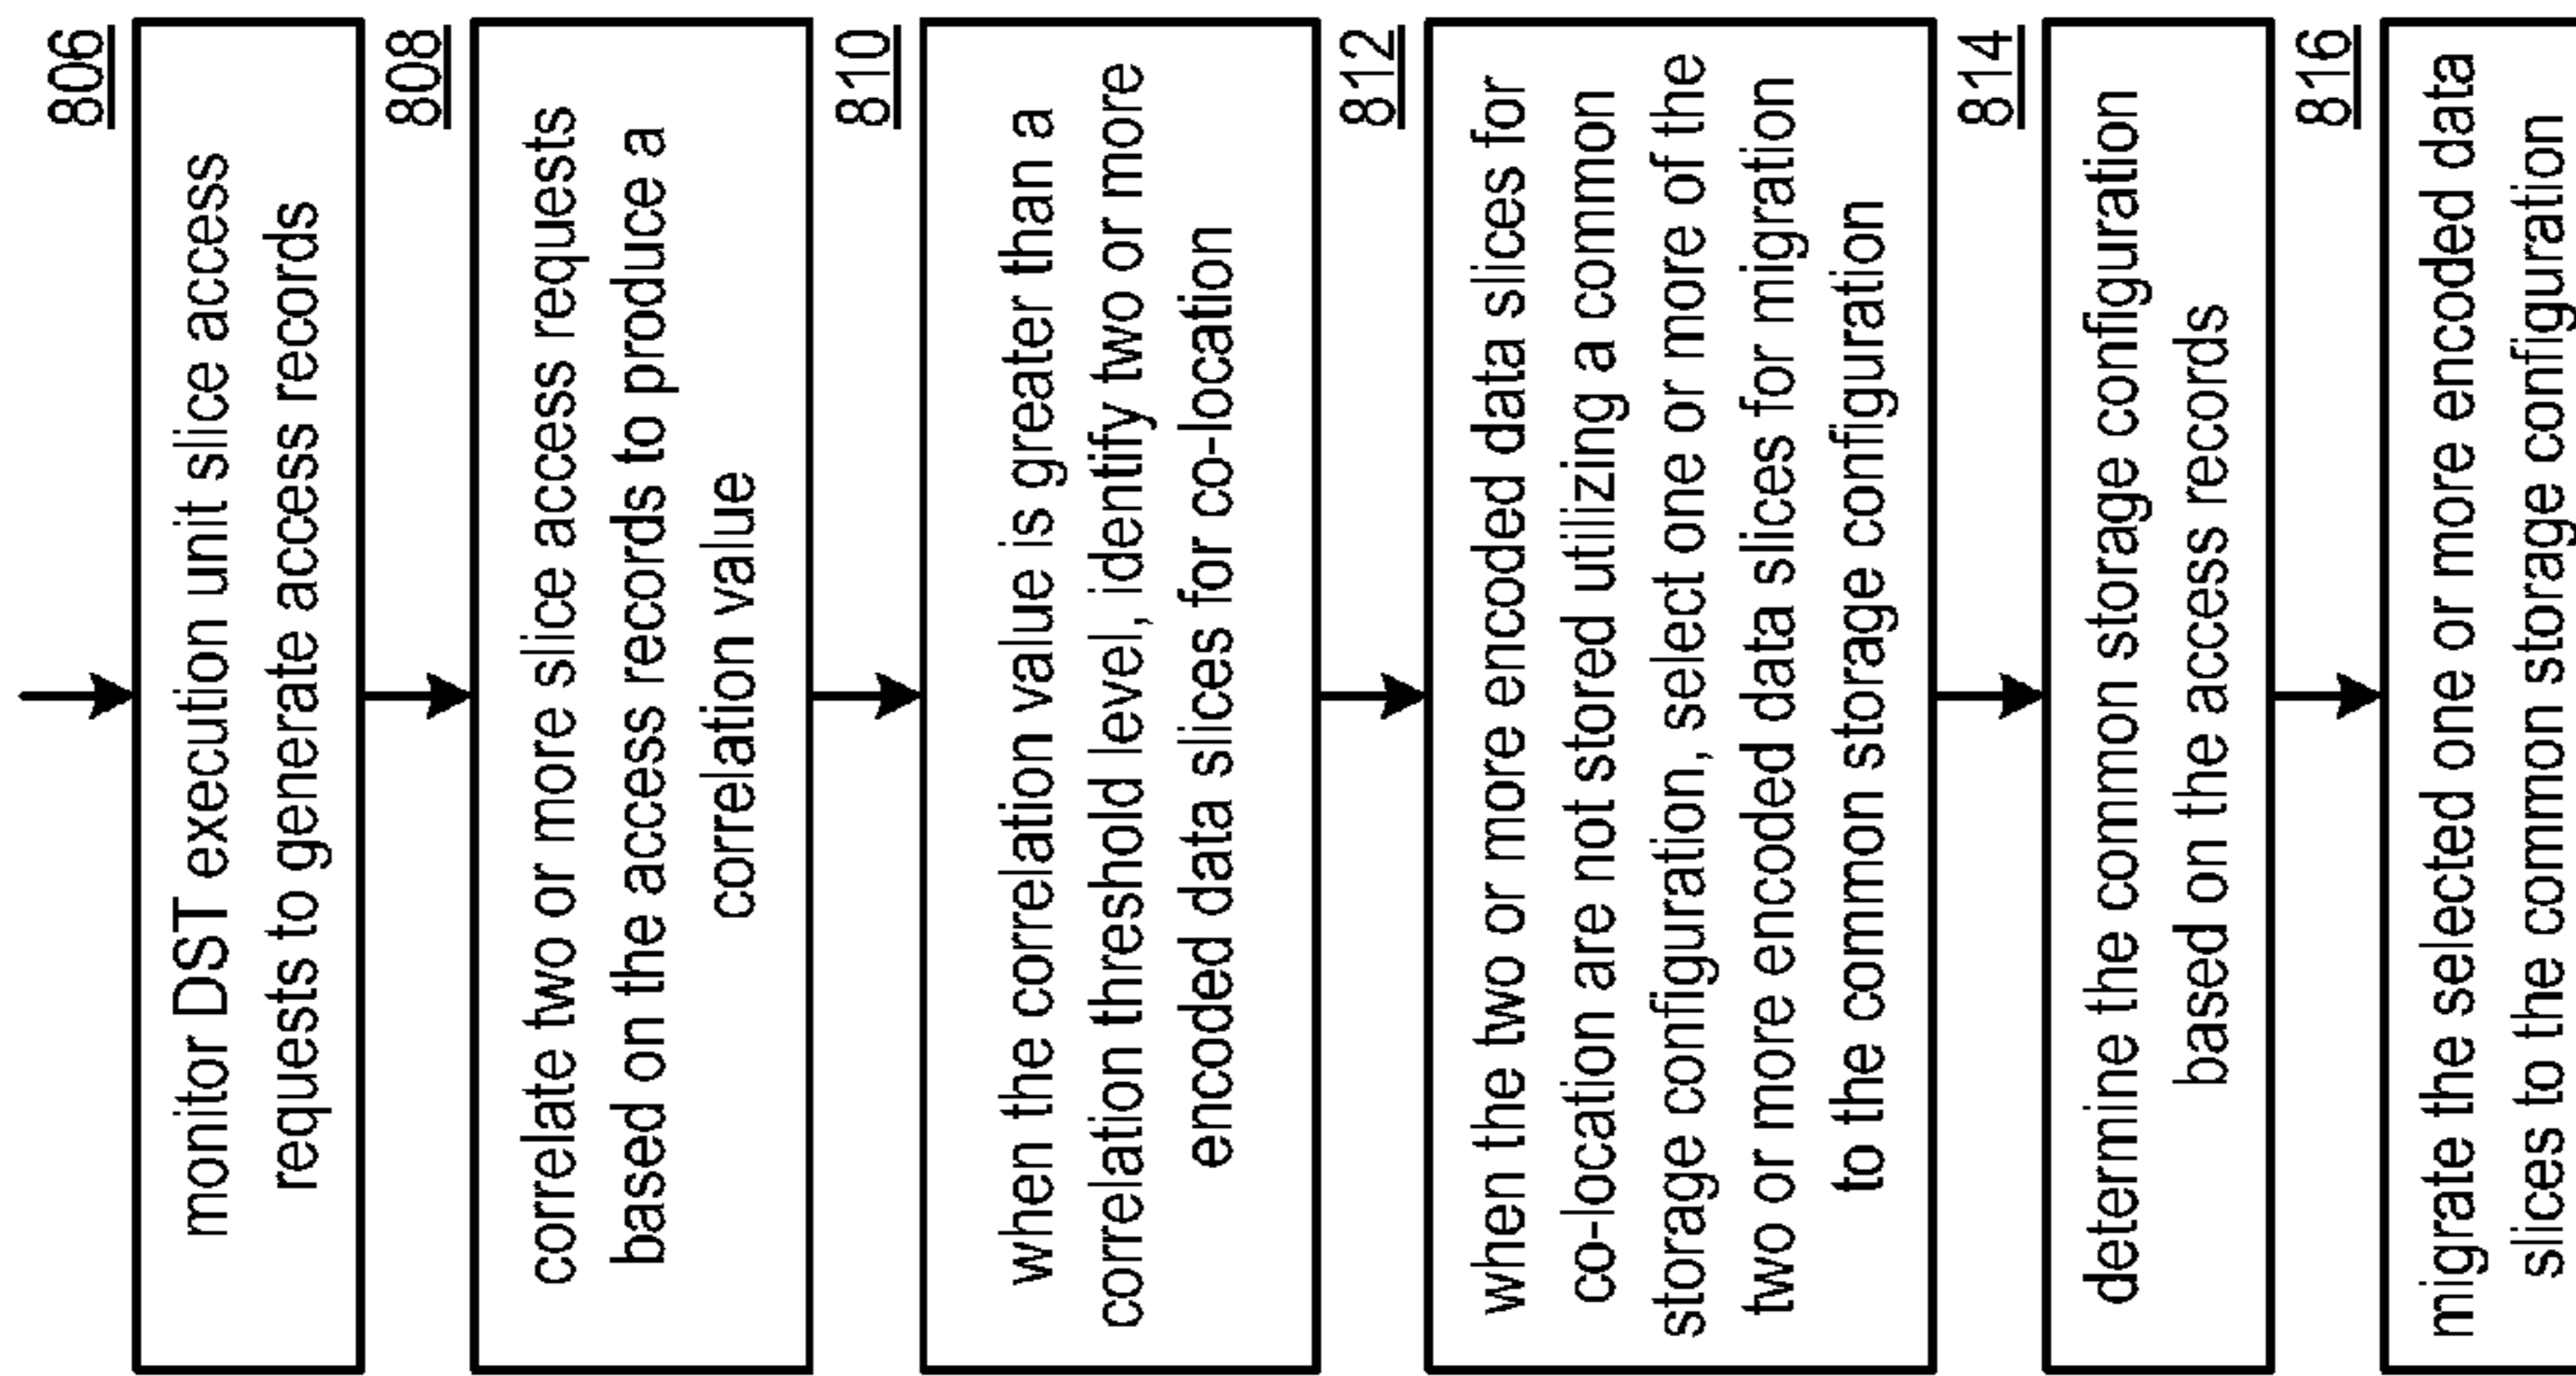 806
monitor DST execution unit slice access
requests to generate access records
808
correlate two or more slice access requests
based on the access records to produce a
correlation value
810
when the correlation value is greater than a
correlation threshold level, identify two or more
encoded data slices for co-location
812
when the two or more encoded data slices for
co-location are not stored utilizing a common
storage configuration, select one or more of the
two or more encoded data slices for migration
to the common storage configuration
814
determine the common storage configuration
based on the access records
816
migrate the selected one or more encoded data
slices to the common storage configuration